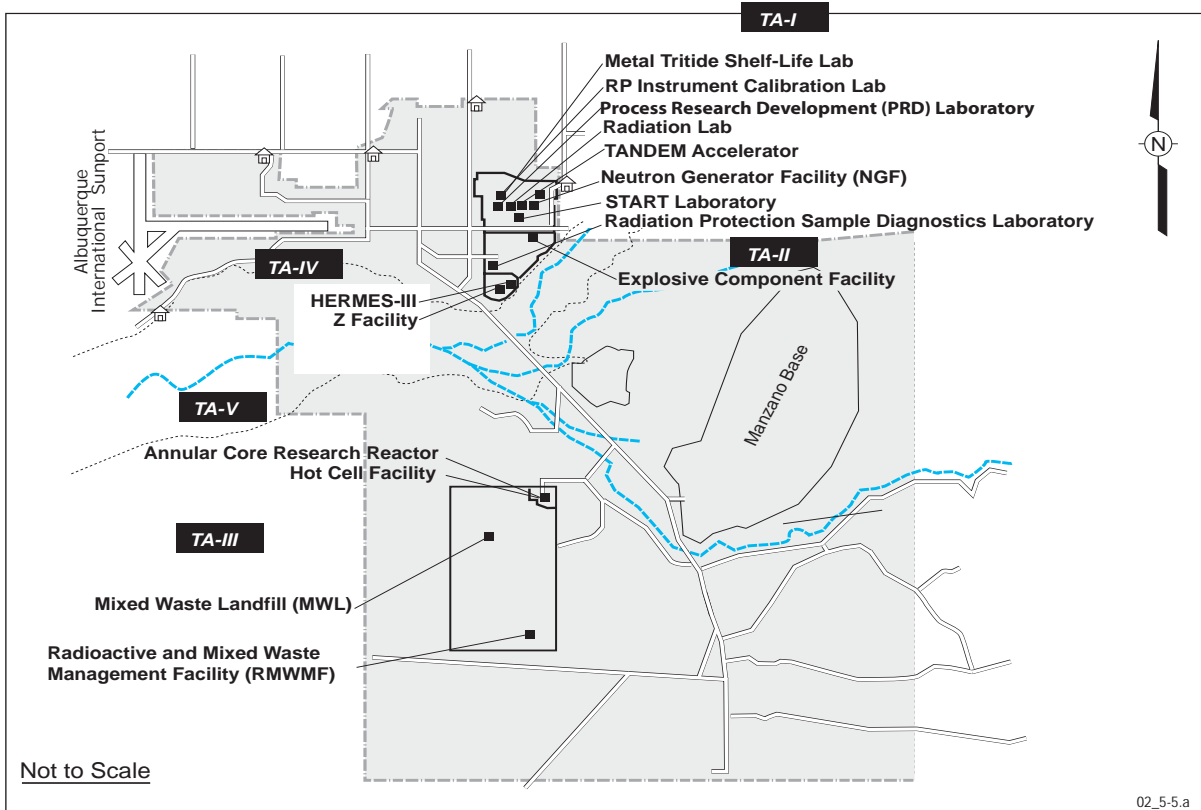 TA-I
Metal Tritide Shelf-Life Lab
RP Instrument Calibration Lab
Process Research Development (PRD) Laboratory
Radiation Lab
TANDEM Accelerator
Neutron Generator Facility (NGF)
START Laboratory
Radiation Protection Sample Diagnostics Laboratory
N
Albuquerque
International Sunport
TA-IV
TA-II
Explosive Component Facility
HERMES-III
Z Facility
Manzano Base
TA-V
Annular Core Research Reactor
Hot Cell Facility
TA-III
Mixed Waste Landfill (MWL)
Radioactive and Mixed Waste
Management Facility (RMWMF)
Not to Scale
02_5-5.a